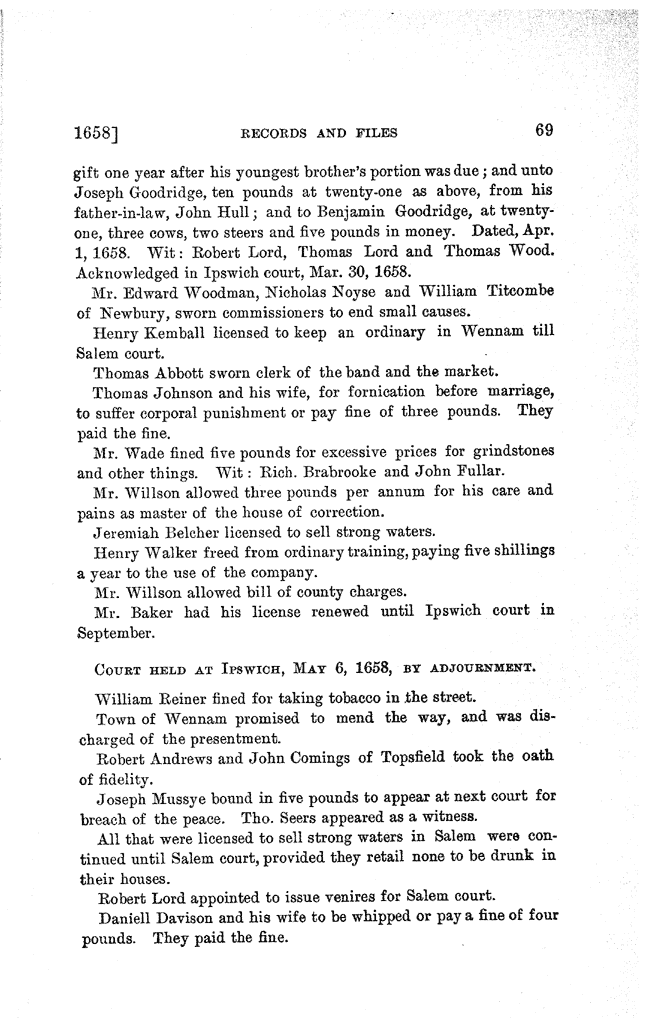 1658] RECORDS AND FILES 69
gift one year after his youngest brother's portion was due; and unto
Joseph Goodridge, ten pounds at twenty-one as above, from his
father-in-law, John Hull; and to Benjamin Goodridge, at twenty-
one, three cows, two steers and five pounds in money. Dated, Apr.
1, 1658. Wit: Robert Lord, Thomas Lord and Thomas Wood.
Acknowledged in Ipswich court, Mar. 30, 1658.
Mr. Edward Woodman, Nicholas Noyse and William Titcombe
of Newbury, sworn commissioners to end small causes.
Henry Kemball licensed to keep an ordinary in Wennam till
Salem court.
Thomas Abbott sworn clerk of the band and the market.
Thomas Johnson and his wife, for fornication before marriage,
to suffer corporal punishment or pay fine of three pounds. They
paid the fine.
Mr. Wade fined five pounds for excessive prices for grindstones
and other things. Wit: Rich. Brabrooke and John Fullar.
Mr. Willson allowed three pounds per annum for his care and
pains as master of the house of correction.
Jeremiah Belcher licensed to sell strong waters.
Henry Walker freed from ordinary training, paying five shillings
a year to the use of the company.
Mr. Willson allowed bill of county charges.
Mr. Baker had his license renewed until Ipswich court in
September.
COURT HELD AT IPSWICH, MAY 6, 1658, BY ADJOURNMENT.
William Reiner fined for taking tobacco in the street.
Town of Wennam promised to mend the way, and was dis-
charged of the presentment.
Robert Andrews and John Comings of Topsfield took the oath
of fidelity.
Joseph Mussye bound in five pounds to appear at next court for
breach of the peace. Tho. Seers appeared as a witness.
All that were licensed to sell strong waters in Salem were con-
tinued until Salem court, provided they retail none to be drunk in
their houses.
Robert Lord appointed to issue venires for Salem court.
Daniell Davison and his wife to be whipped or pay a fine of four
pounds. They paid the fine.